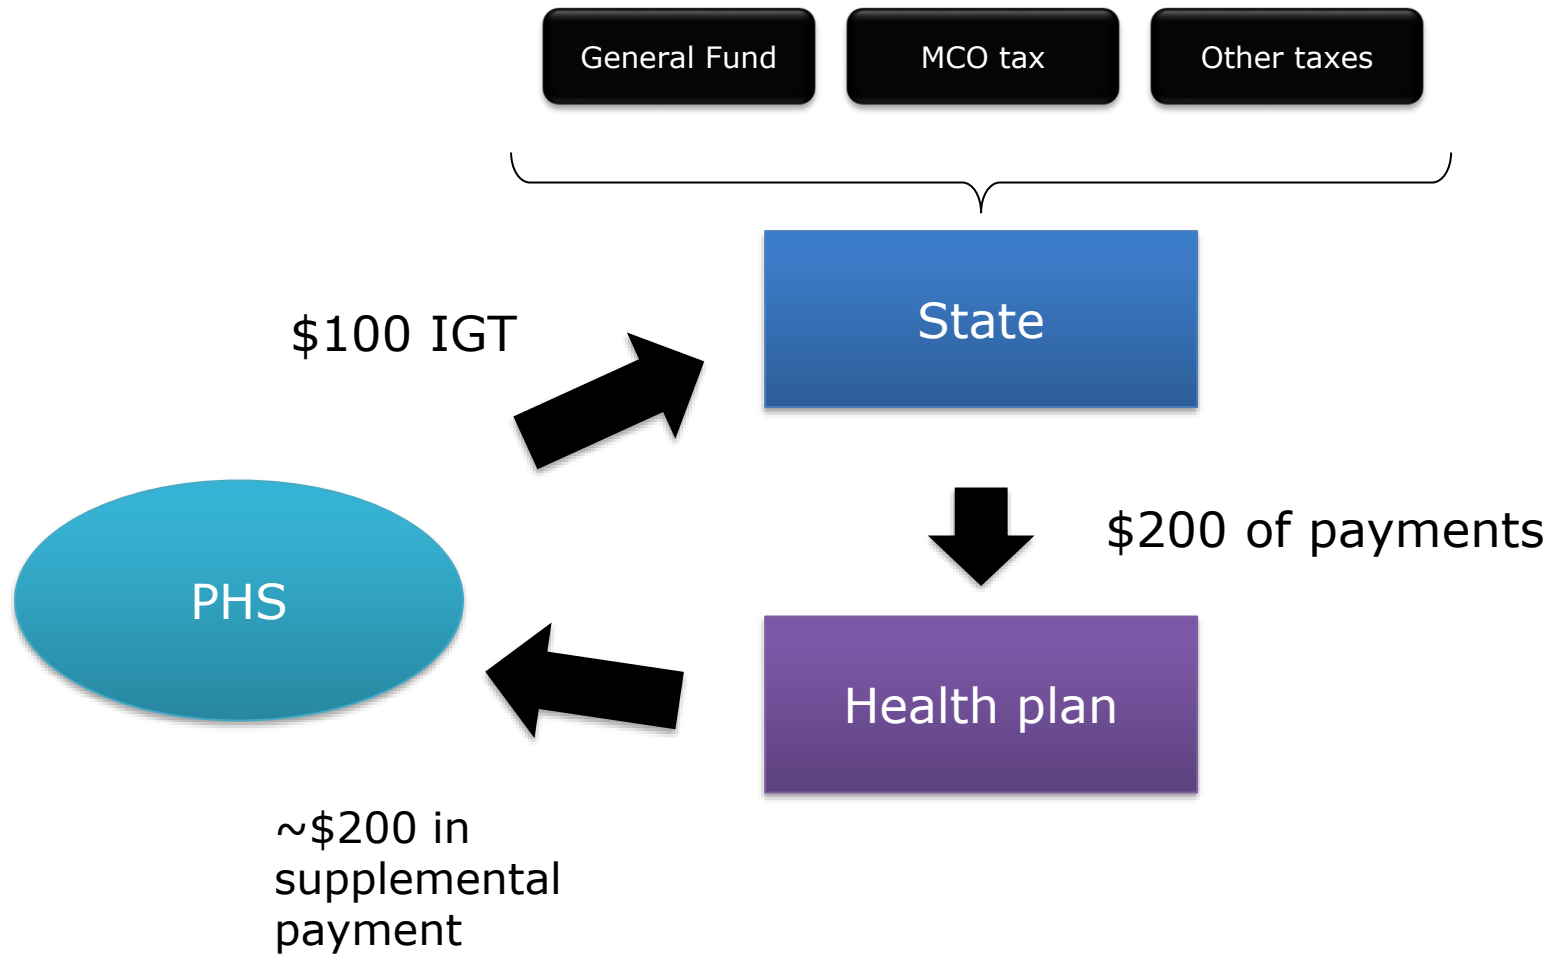 General Fund
MCO tax
Other taxes
State
$100 IGT
$200 of payments
PHS
Health plan
~$200 in
supplemental
payment